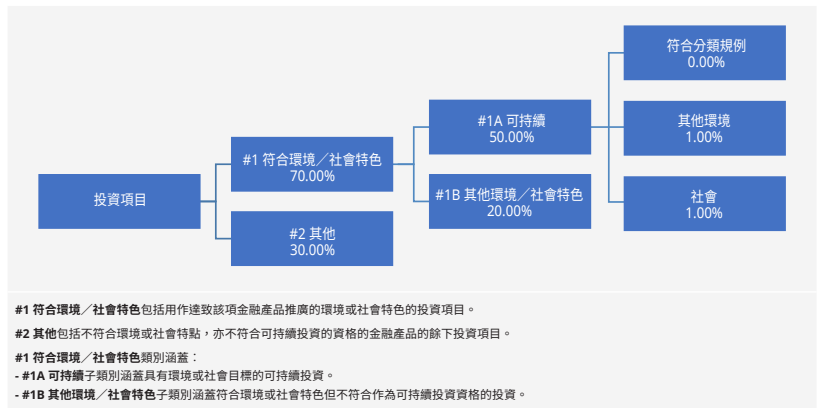 投資項目
#1 符合環境／社會特色
70.00%
#2 其他
30.00%
#1A 可持續
50.00%
#1B 其他環境／社會特色
20.00%
符合分類規例
0.00%
其他環境
1.00%
社會
1.00%
#1 符合環境／社會特色包括用作達致該項金融產品推廣的環境或社會特色的投資項目。
#2 其他包括不符合環境或社會特點，亦不符合可持續投資的資格的金融產品的餘下投資項目。
#1 符合環境／社會特色類別涵蓋：
- #1A 可持續子類別涵蓋具有環境或社會目標的可持續投資。
- #1B 其他環境／社會特色子類別涵蓋符合環境或社會特色但不符合作為可持續投資資格的投資。